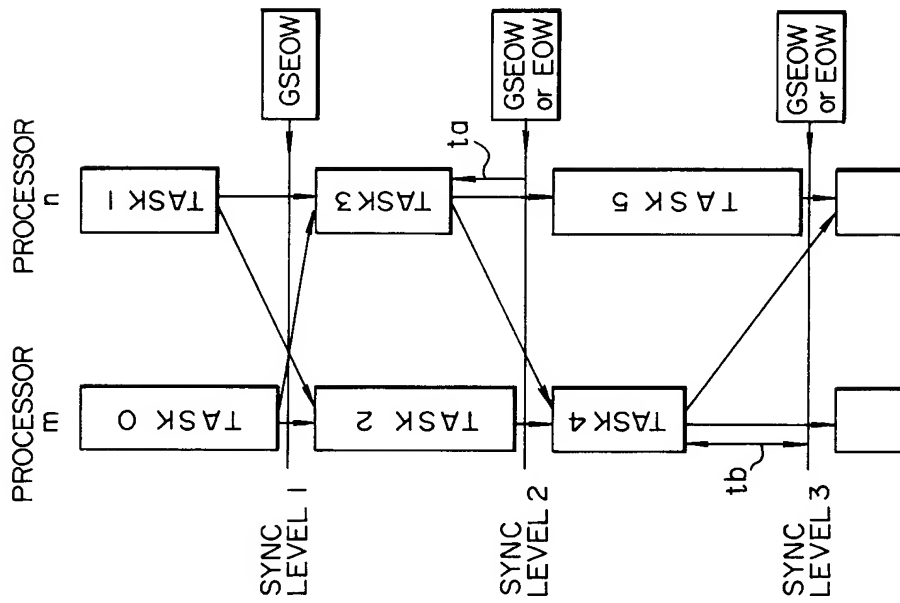 PROCESSOR
m
PROCESSOR
n
TASK 0
TASK 1
SYNC
LEVEL 1
GSEOW
TASK 2
TASK 3
ta
SYNC
LEVEL 2
GSEOW
or EOW
TASK 4
TASK 5
tb
SYNC
LEVEL 3
GSEOW
or EOW